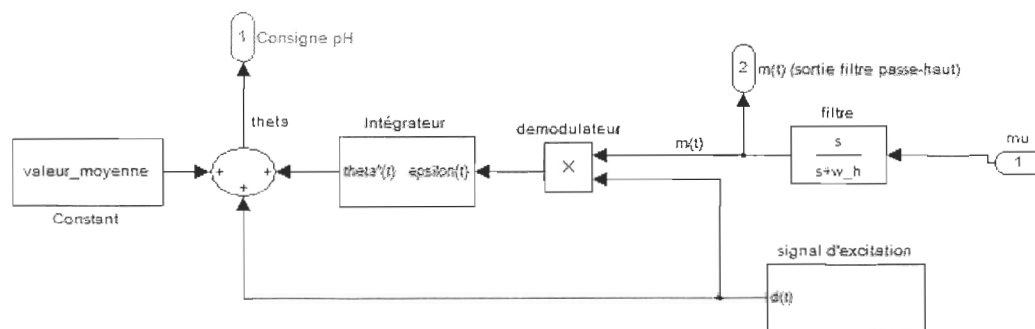 1
Consigne pH
theta
valeur_moyenne
Constant
+
+
+
Intégrateur
theta^(t) epsilon(t)
demodulateur
×
m(t)
2
m(t) (sortie filtre passe-haut)
filtre
s
s+w_h
mu
1
signal d'excitation
d(t)